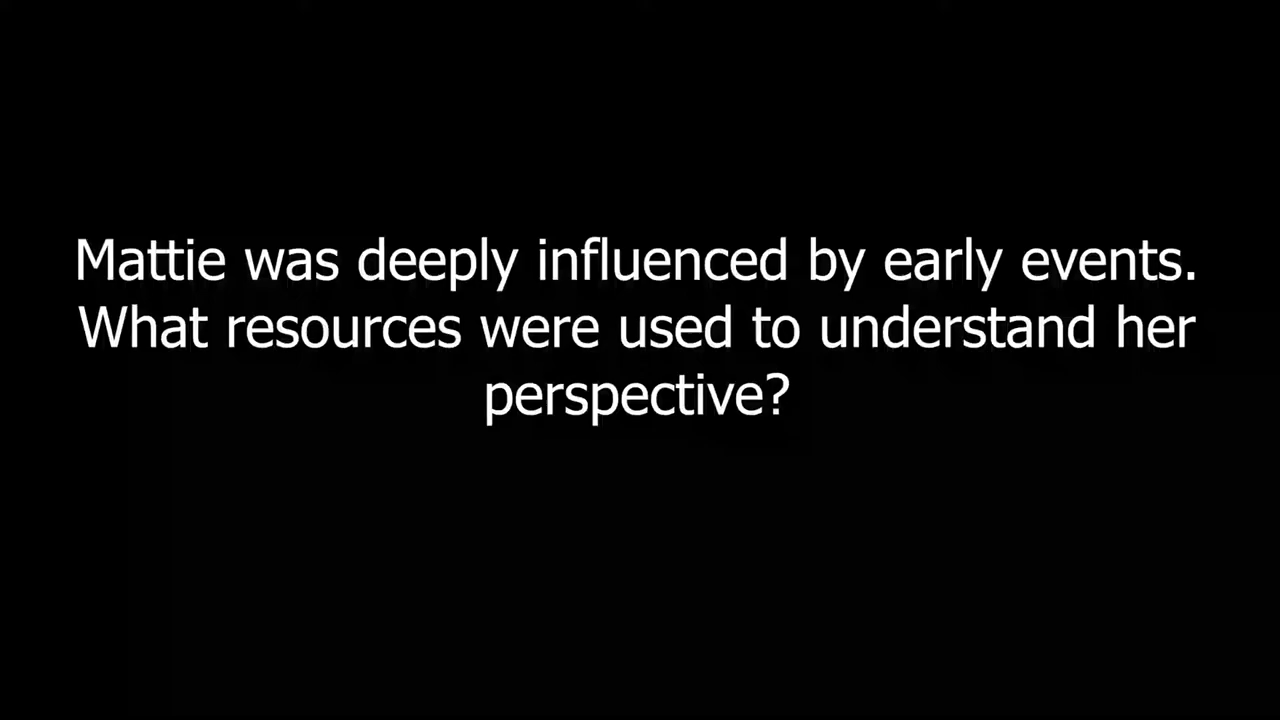 Mattie was deeply influenced by early events.
What resources were used to understand her
perspective?